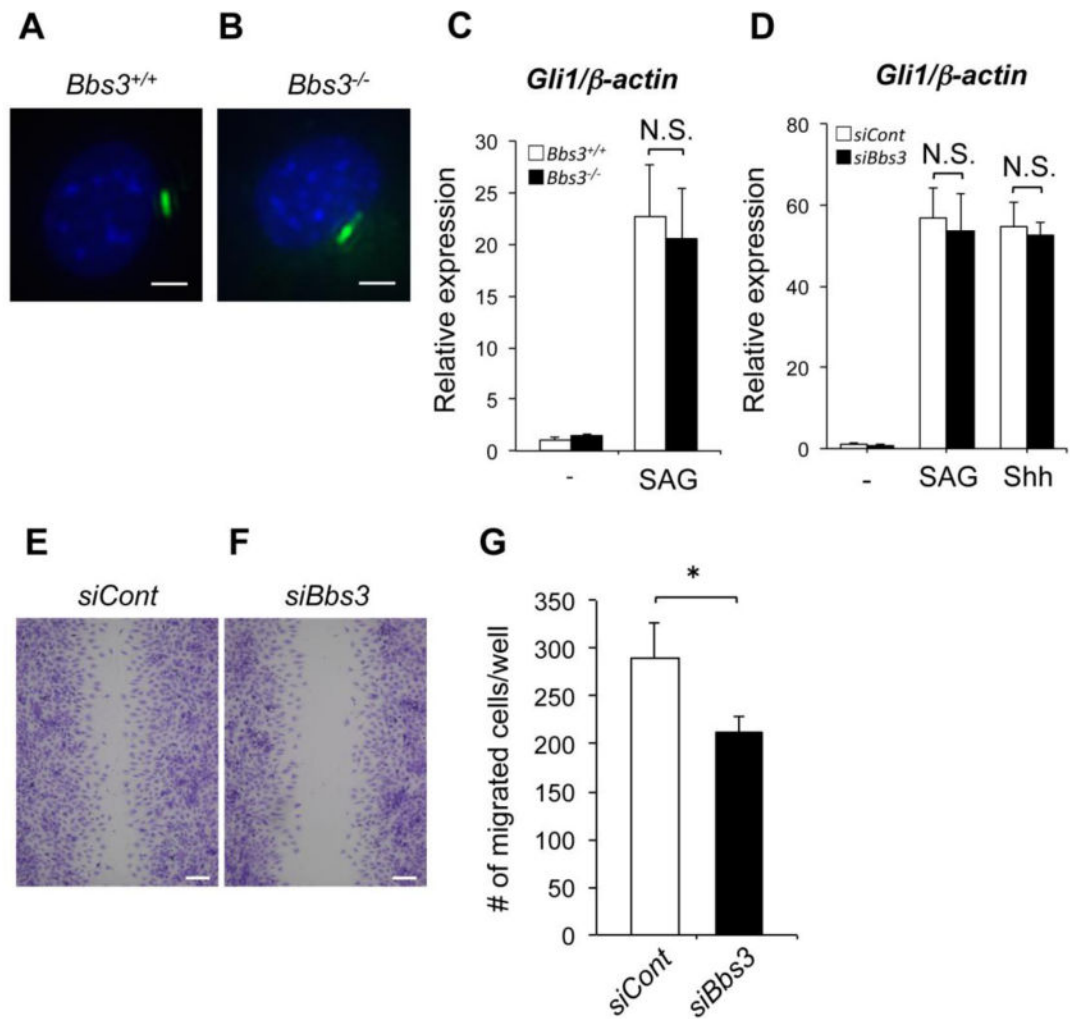 A
Bbs3+/+
B
Bbs3-/-
C
Gli1/β-actin
Relative expression
30
25
20
15
10
5
0
Bbs3+/+
Bbs3-/-
N.S.
-
SAG
D
Gli1/β-actin
Relative expression
80
60
40
20
0
siCont
siBbs3
N.S.
N.S.
-
SAG
Shh
E
siCont
F
siBbs3
G
# of migrated cells/well
350
300
250
200
150
100
50
0
*
siCont
siBbs3